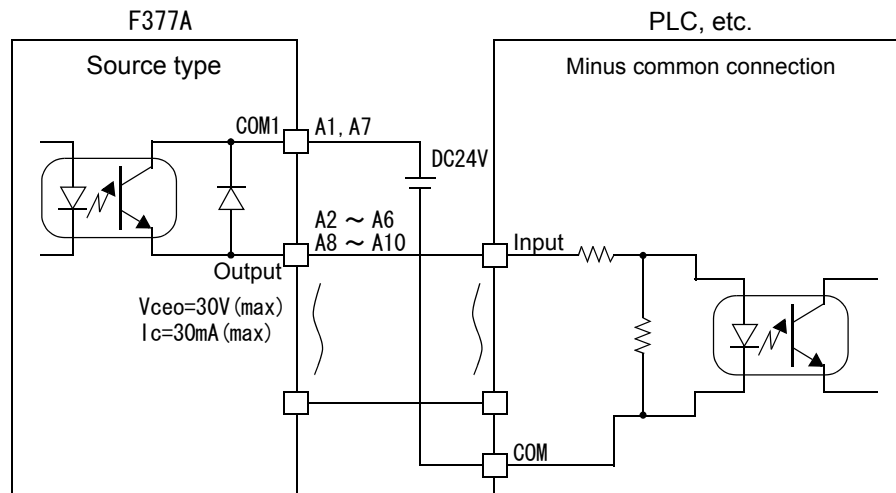 F377A
PLC, etc.
Source type
Minus common connection
COM1
A1, A7
DC24V
A2 ～ A6
A8 ～ A10
Input
Output
Vceo=30V(max)
Ic=30mA(max)
COM